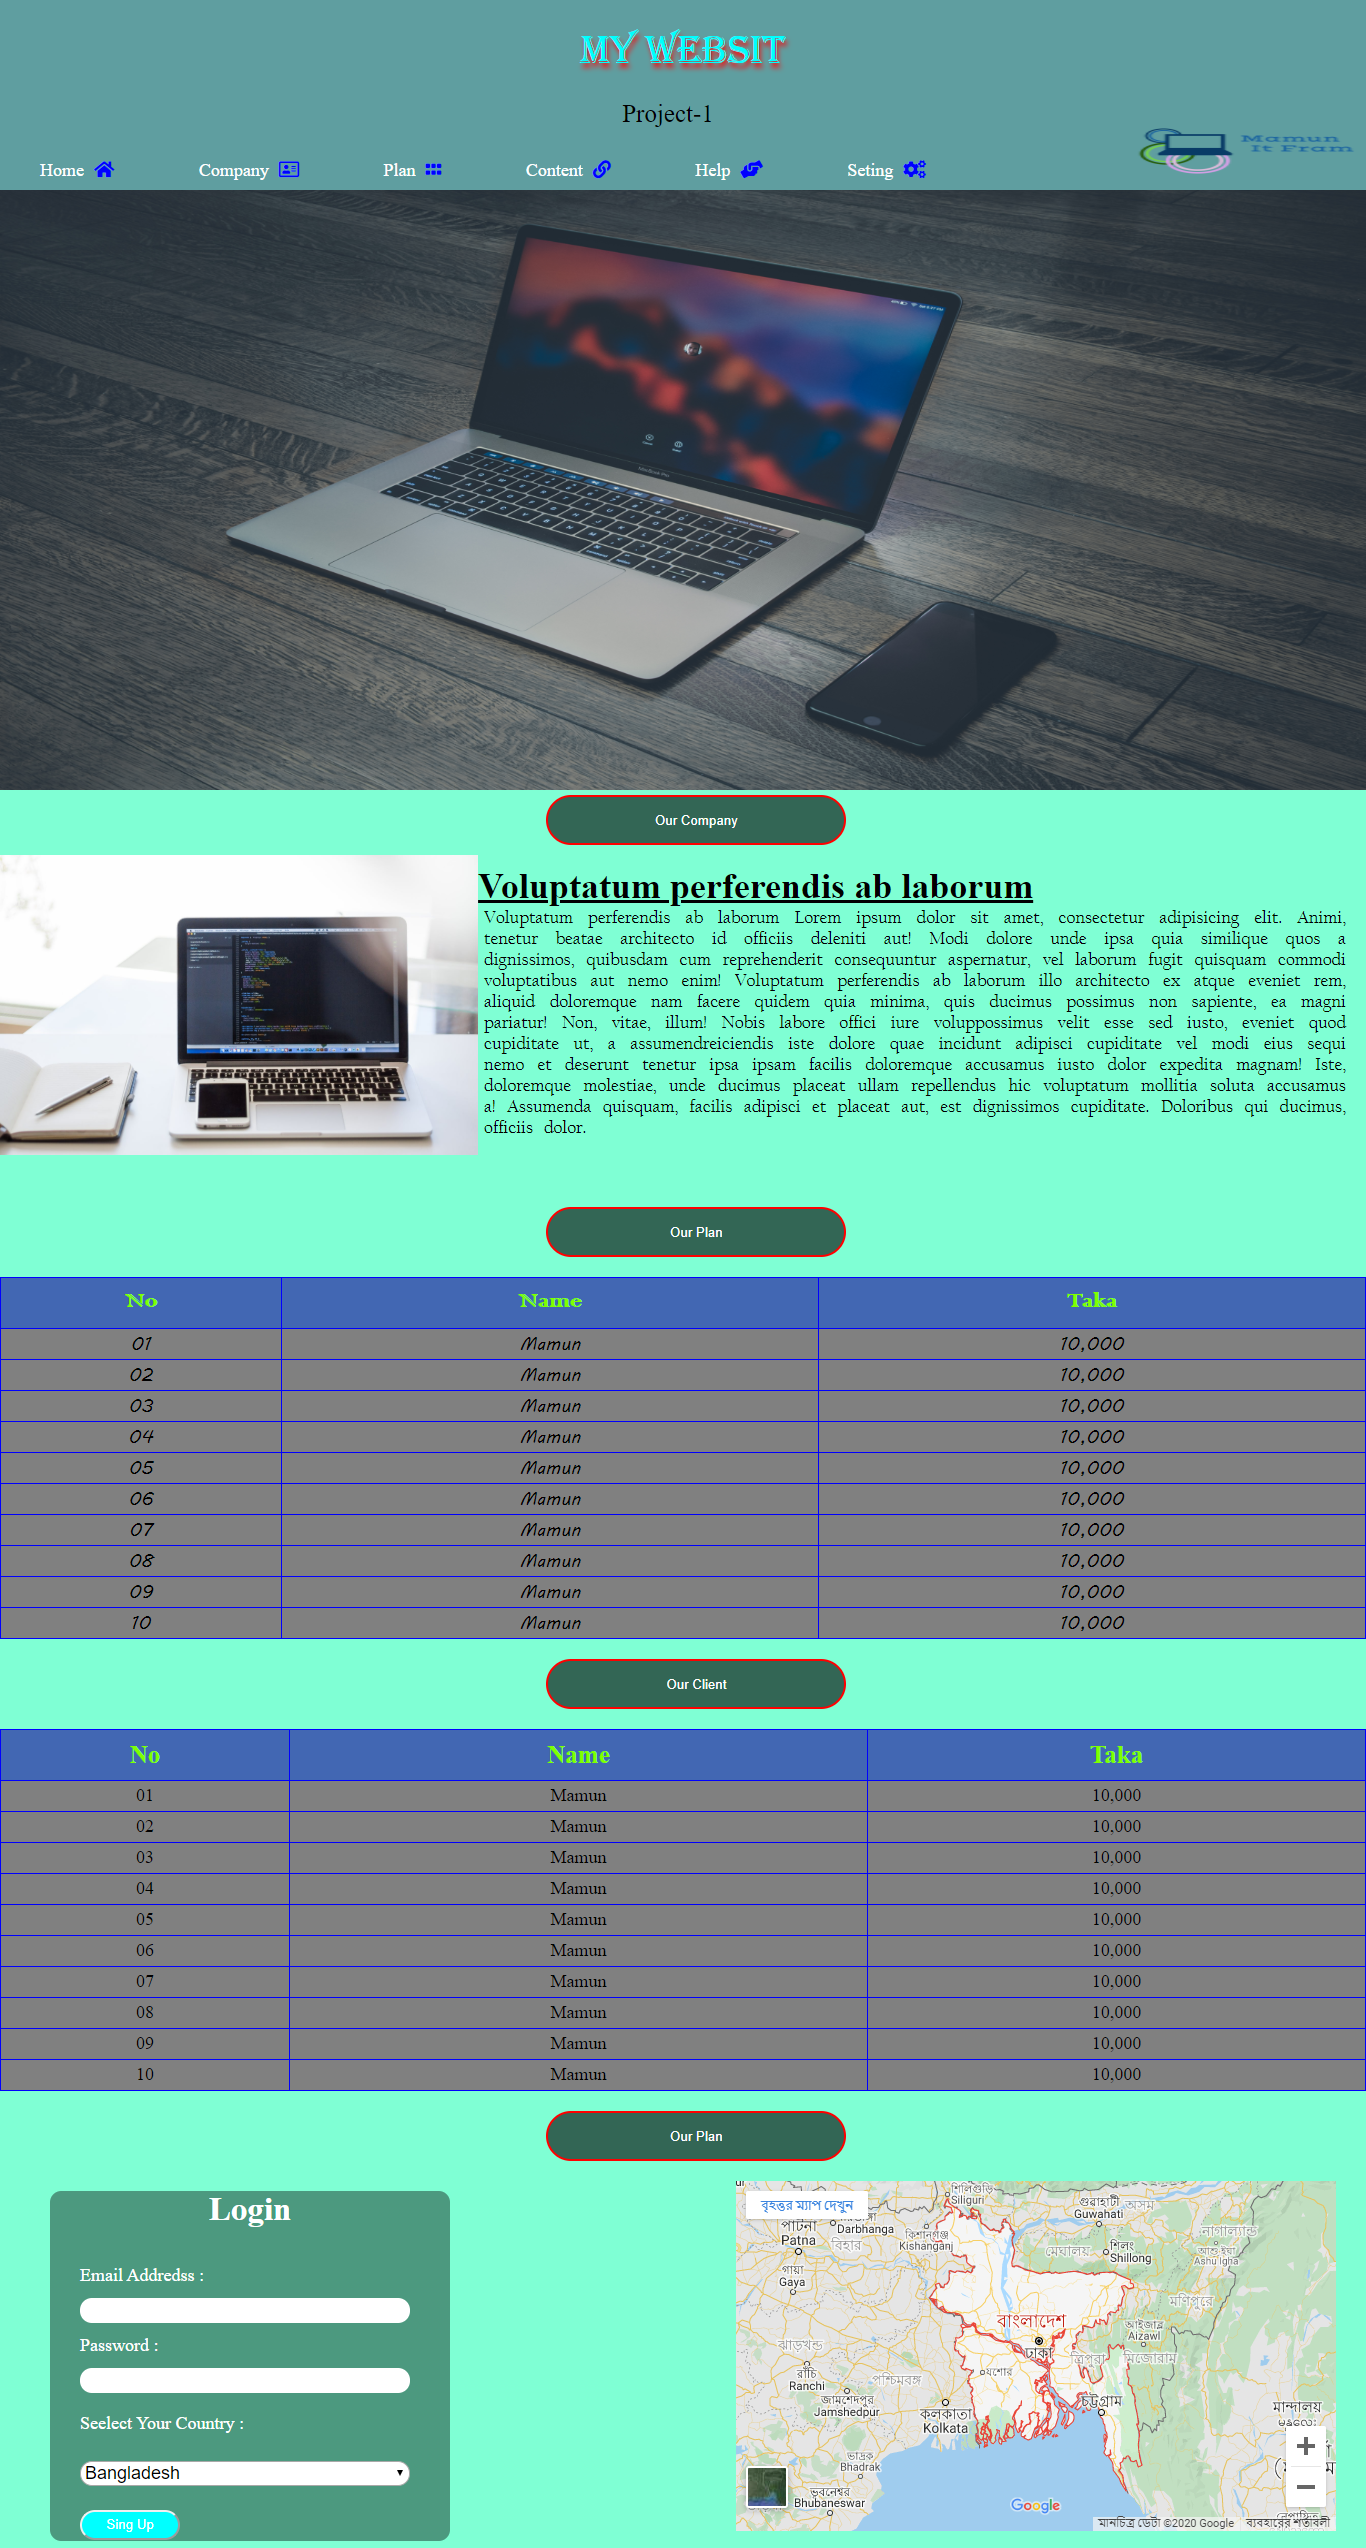 MY WEBSIT
Project-1
Mamun
It Fram
Home
Company
Plan
Content
Help
Seting
Our Company
Voluptatum perferendis ab laborum
Voluptatum perferendis ab laborum Lorem ipsum dolor sit amet, consectetur adipisicing elit. Animi,
tenetur beatae architecto id officiis deleniti aut! Modi dolore unde ipsa quia similique quos a
dignissimos, quibusdam cum reprehenderit consequuntur aspernatur, vel laborum fugit quisquam commodi
voluptatibus aut nemo enim! Voluptatum perferendis ab laborum illo architecto ex atque eveniet rem,
aliquid doloremque nam facere quidem quia minima, quis ducimus possimus non sapiente, ea magni
pariatur! Non, vitae, illum! Nobis labore offici iure voluppossimus velit esse sed iusto, eveniet quod
cupiditate ut, a assumendreiciendis iste dolore quae incidunt adipisci cupiditate vel modi eius sequi
nemo et deserunt tenetur ipsa ipsam facilis doloremque accusamus iusto dolor expedita magnam! Iste,
doloremque molestiae, unde ducimus placeat ullam repellendus hic voluptatum mollitia soluta accusamus
a! Assumenda quisquam, facilis adipisci et placeat aut, est dignissimos cupiditate. Doloribus qui ducimus,
officiis dolor.
Our Plan
No Name Taka
01 Mamun 10,000
02 Mamun 10,000
03 Mamun 10,000
04 Mamun 10,000
05 Mamun 10,000
06 Mamun 10,000
07 Mamun 10,000
08 Mamun 10,000
09 Mamun 10,000
10 Mamun 10,000
Our Client
No Name Taka
01 Mamun 10,000
02 Mamun 10,000
03 Mamun 10,000
04 Mamun 10,000
05 Mamun 10,000
06 Mamun 10,000
07 Mamun 10,000
08 Mamun 10,000
09 Mamun 10,000
10 Mamun 10,000
Our Plan
Login
Email Addredss :
Password :
Seelect Your Country :
Bangladesh
Sing Up
বৃহত্তর ম্যাপ দেখুন
শিলিগুড়ি
Siliguri
গুৱাহাটী
Guwahati
অসম
নাগাল্যান্ড
পাটনা
Patna
Darbhanga
বিহার
কিশানগঞ্জ
Kishanganj
মেঘালয়
শিলং
Shillong
আশু ইঘা
Ashu Igha
গায়া
Gaya
মণিপুরে
বাংলাদেশ
ঢাকা
আইজাৱ্ল
Aizawl
ঝাড়খন্ড
ত্রিপুরা
মিজোরাম
রাঁচি
Ranchi
পশ্চিমবঙ্গ
যশোর
জামশেদপুর
Jamshedpur
কলকাতা
Kolkata
চট্টগ্রাম
মান্দালয়
ভাদ্রক
Bhadrak
ভুবনেশ্বর
Bhubaneswar
Google
মানচিত্র ডেটা ©2020 Google
ব্যবহারের শর্তাবলী